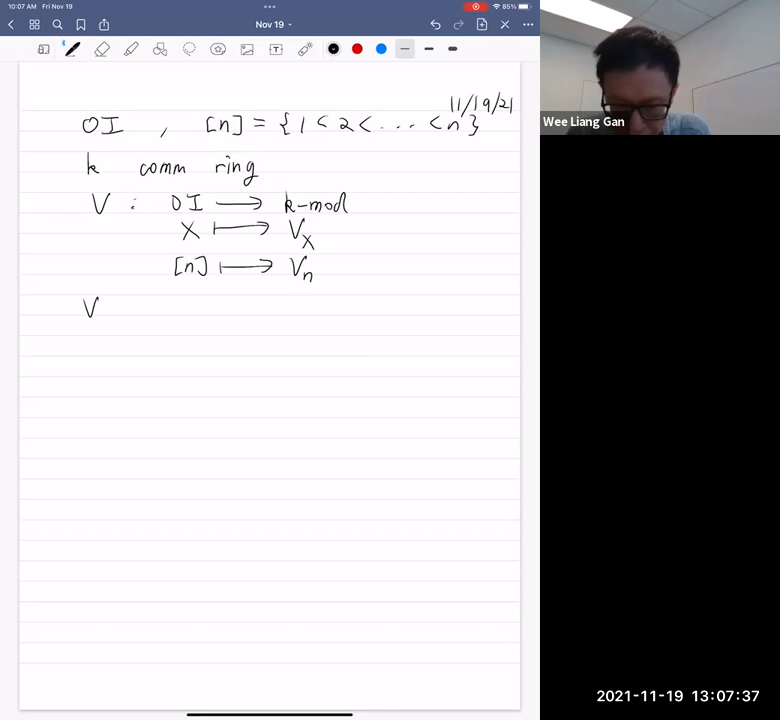 10:07 AM Fri Nov 19
85%
Nov 19
11/19/21
OI , [n] = {1 < 2 < ... < n}
k comm ring
V : OI ⟶ k-mod
X ⟼ V_X
[n] ⟼ V_n
V
Wee Liang Gan
2021-11-19 13:07:37